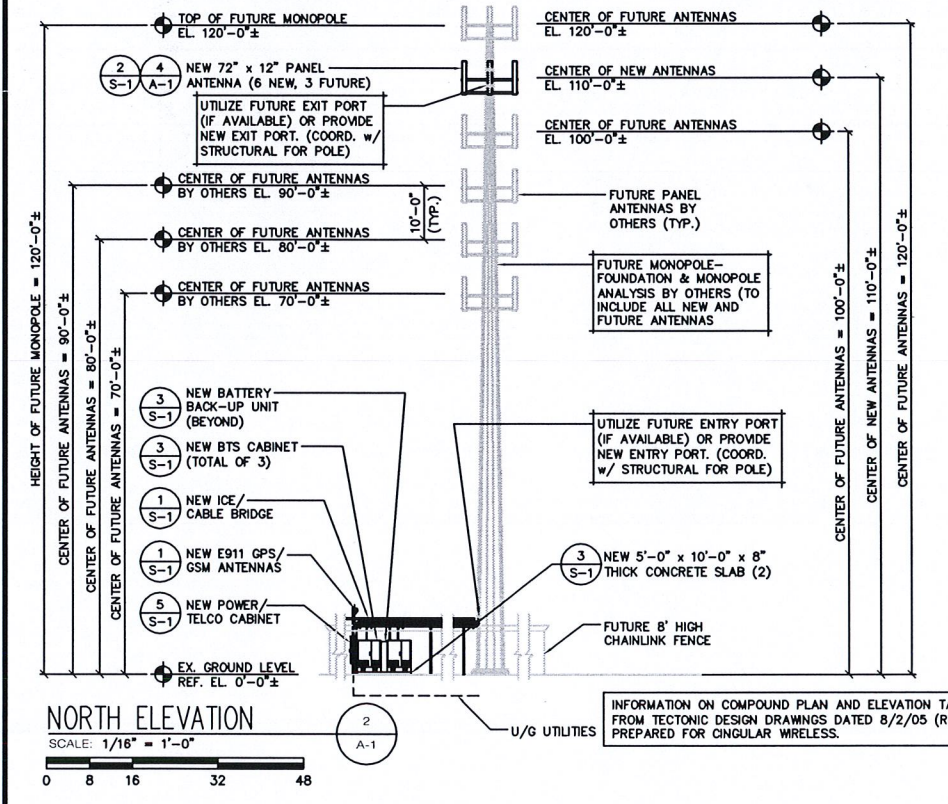 TOP OF FUTURE MONOPOLE
EL. 120'-0"±
CENTER OF FUTURE ANTENNAS
EL. 120'-0"±
2
S-1
4
A-1
NEW 72" x 12" PANEL
ANTENNA (6 NEW, 3 FUTURE)
CENTER OF NEW ANTENNAS
EL. 110'-0"±
UTILIZE FUTURE EXIT PORT
(IF AVAILABLE) OR PROVIDE
NEW EXIT PORT. (COORD. w/
STRUCTURAL FOR POLE)
CENTER OF FUTURE ANTENNAS
EL. 100'-0"±
CENTER OF FUTURE ANTENNAS
BY OTHERS EL. 90'-0"±
10'-0"
(TYP.)
FUTURE PANEL
ANTENNAS BY
OTHERS (TYP.)
CENTER OF FUTURE ANTENNAS
BY OTHERS EL. 80'-0"±
FUTURE MONOPOLE-
FOUNDATION & MONOPOLE
ANALYSIS BY OTHERS (TO
INCLUDE ALL NEW AND
FUTURE ANTENNAS
CENTER OF FUTURE ANTENNAS
BY OTHERS EL. 70'-0"±
HEIGHT OF FUTURE MONOPOLE = 120'-0"±
CENTER OF FUTURE ANTENNAS = 90'-0"±
CENTER OF FUTURE ANTENNAS = 80'-0"±
CENTER OF FUTURE ANTENNAS = 70'-0"±
CENTER OF FUTURE ANTENNAS = 100'-0"±
CENTER OF NEW ANTENNAS = 110'-0"±
CENTER OF FUTURE ANTENNAS = 120'-0"±
3
S-1
NEW BATTERY
BACK-UP UNIT
(BEYOND)
3
S-1
NEW BTS CABINET
(TOTAL OF 3)
UTILIZE FUTURE ENTRY PORT
(IF AVAILABLE) OR PROVIDE
NEW ENTRY PORT. (COORD.
w/ STRUCTURAL FOR POLE)
1
S-1
NEW ICE/
CABLE BRIDGE
1
S-1
NEW E911 GPS/
GSM ANTENNAS
3
S-1
NEW 5'-0" x 10'-0" x 8"
THICK CONCRETE SLAB (2)
5
S-1
NEW POWER/
TELCO CABINET
FUTURE 8' HIGH
CHAINLINK FENCE
EX. GROUND LEVEL
REF. EL. 0'-0"±
U/G UTILITIES
INFORMATION ON COMPOUND PLAN AND ELEVATION TA
FROM TECTONIC DESIGN DRAWINGS DATED 8/2/05 (R
PREPARED FOR CINGULAR WIRELESS.
NORTH ELEVATION
2
A-1
SCALE: 1/16" = 1'-0"
0 8 16 32 48